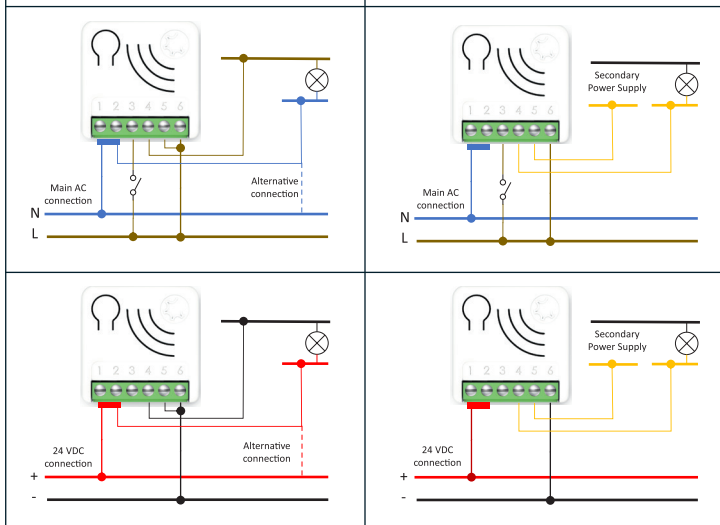 1 2 3 4 5 6
Main AC
connection
Alternative
connection
N
L
Secondary
Power Supply
1 2 3 4 5 6
Main AC
connection
N
L
1 2 3 4 5 6
24 VDC
connection
Alternative
connection
+
-
Secondary
Power Supply
1 2 3 4 5 6
24 VDC
connection
+
-